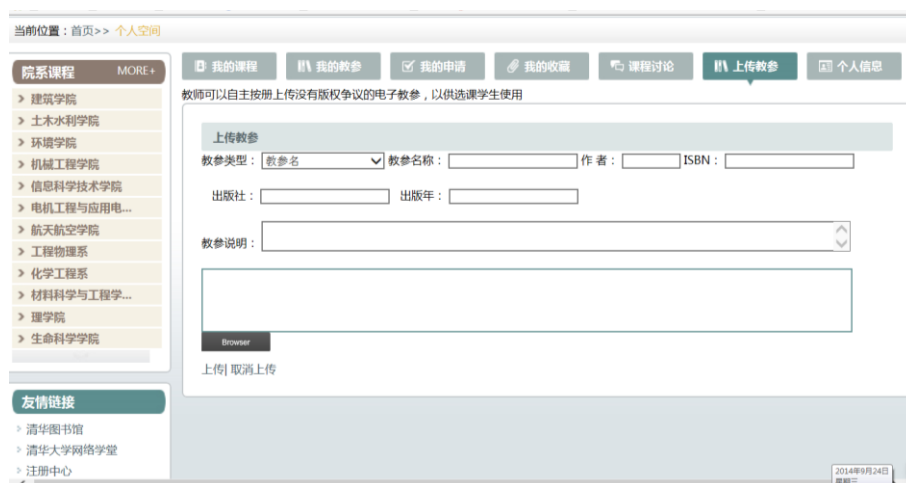 当前位置：首页>> 个人空间
院系课程 MORE+
建筑学院
土木水利学院
环境学院
机械工程学院
信息科学技术学院
电机工程与应用电...
航天航空学院
工程物理系
化学工程系
材料科学与工程学...
理学院
生命科学学院
友情链接
清华图书馆
清华大学网络学堂
注册中心
我的课程 我的教参 我的申请 我的收藏 课程讨论 上传教参 个人信息
教师可以自主按册上传没有版权争议的电子教参，以供选课学生使用
上传教参
教参类型： 教参名 教参名称： 作 者： ISBN：
出版社： 出版年：
教参说明：
Browser
上传| 取消上传
2014年9月24日
星期三